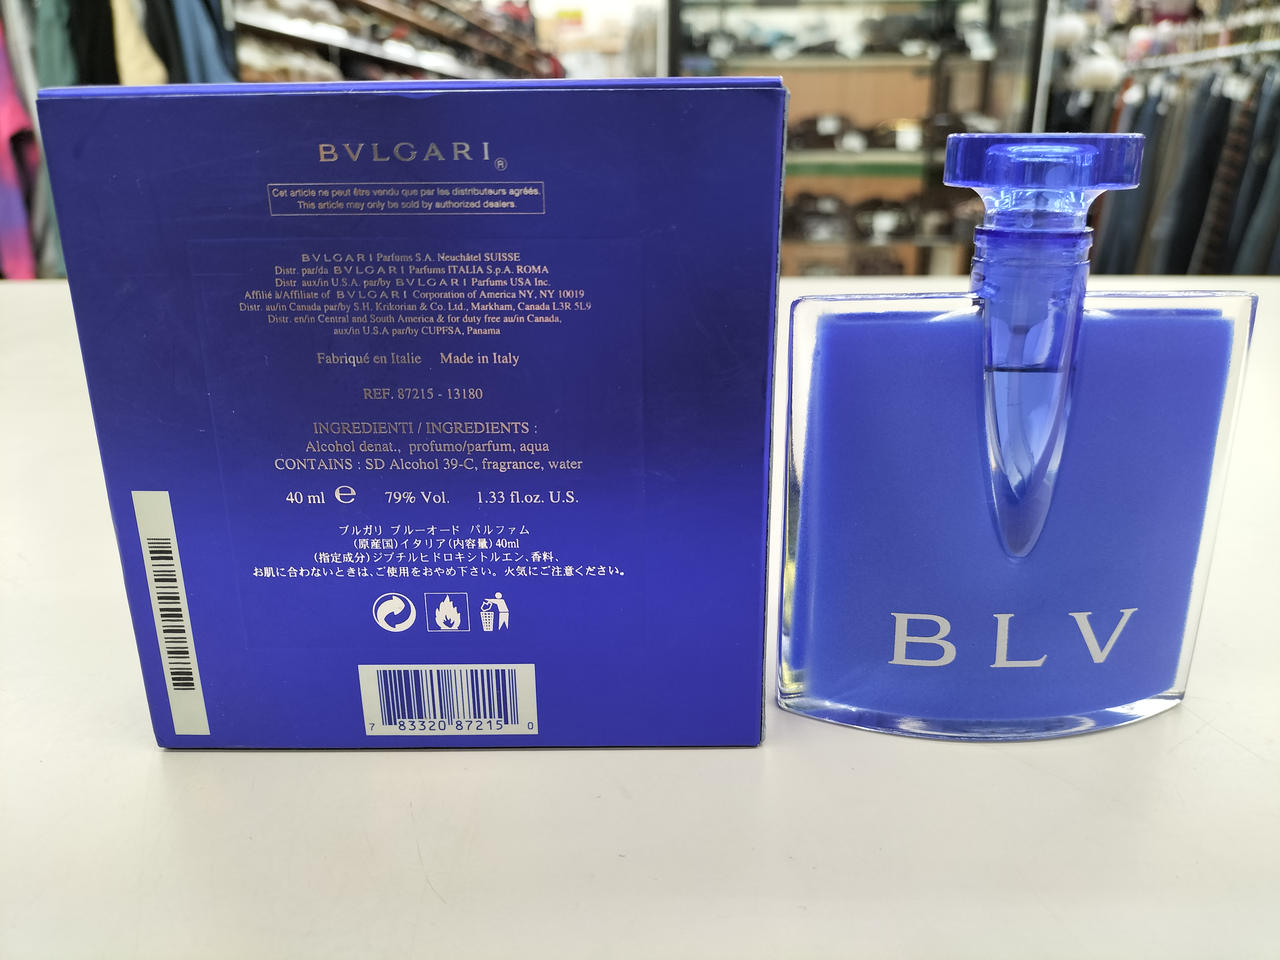 BVLGARI®
Cet article ne peut être vendu que par les distributeurs agréés.
This article may only be sold by authorized dealers.
BVLGARI Parfums S.A. Neuchâtel SUISSE
Distr. par/da BVLGARI Parfums ITALIA S.p.A. ROMA
Distr. aux/in U.S.A. par/by BVLGARI Parfums USA Inc.
Affilié à/Affiliate of BVLGARI Corporation of America NY, NY 10019
Distr. au/in Canada par/by S.H. Krikorian & Co. Ltd., Markham, Canada L3R 5L9
Distr. en/in Central and South America & for duty free au/in Canada,
aux/in U.S.A par/by CUPFSA, Panama
Fabriqué en Italie Made in Italy
REF. 87215 - 13180
INGREDIENTI / INGREDIENTS :
Alcohol denat., profumo/parfum, aqua
CONTAINS : SD Alcohol 39-C, fragrance, water
40 ml ℮ 79% Vol. 1.33 fl.oz. U.S.
ブルガリ ブルーオード パルファム
(原産国)イタリア(内容量)40ml
(指定成分)ジブチルヒドロキシトルエン、香料、
お肌に合わないときは、ご使用をおやめ下さい。火気にご注意ください。
7 83320 87215 0
BLV